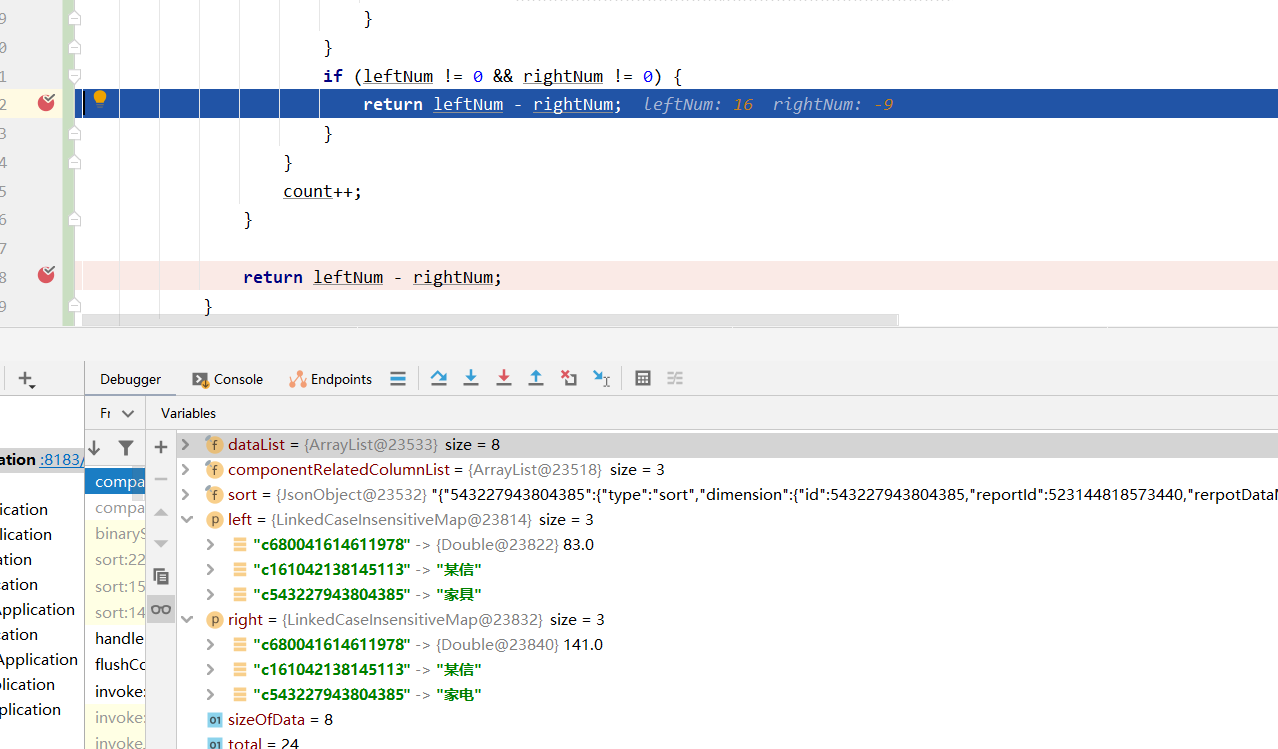 9 }
0 }
1 if (leftNum != 0 && rightNum != 0) {
2 return leftNum - rightNum; leftNum: 16 rightNum: -9
3 }
4 }
5 count++;
6 }
7
8 return leftNum - rightNum;
9 }
Debugger Console Endpoints
Fr Variables
dataList = {ArrayList@23533} size = 8
ation :8183/ componentRelatedColumnList = {ArrayList@23518} size = 3
compa sort = {JsonObject@23532} "{"543227943804385":{"type":"sort","dimension":{"id":543227943804385,"reportId":523144818573440,"rerpotDataM
ication compa left = {LinkedCaseInsensitiveMap@23814} size = 3
lication binaryS "c680041614611978" -> {Double@23822} 83.0
ation sort:22 "c161042138145113" -> "某信"
cation sort:15 "c543227943804385" -> "家具"
Application sort:14 right = {LinkedCaseInsensitiveMap@23832} size = 3
cation handle "c680041614611978" -> {Double@23840} 141.0
Application flushCo "c161042138145113" -> "某信"
plication invoke: "c543227943804385" -> "家电"
pplication invoke: 01 sizeOfData = 8
invoke 01 total = 24